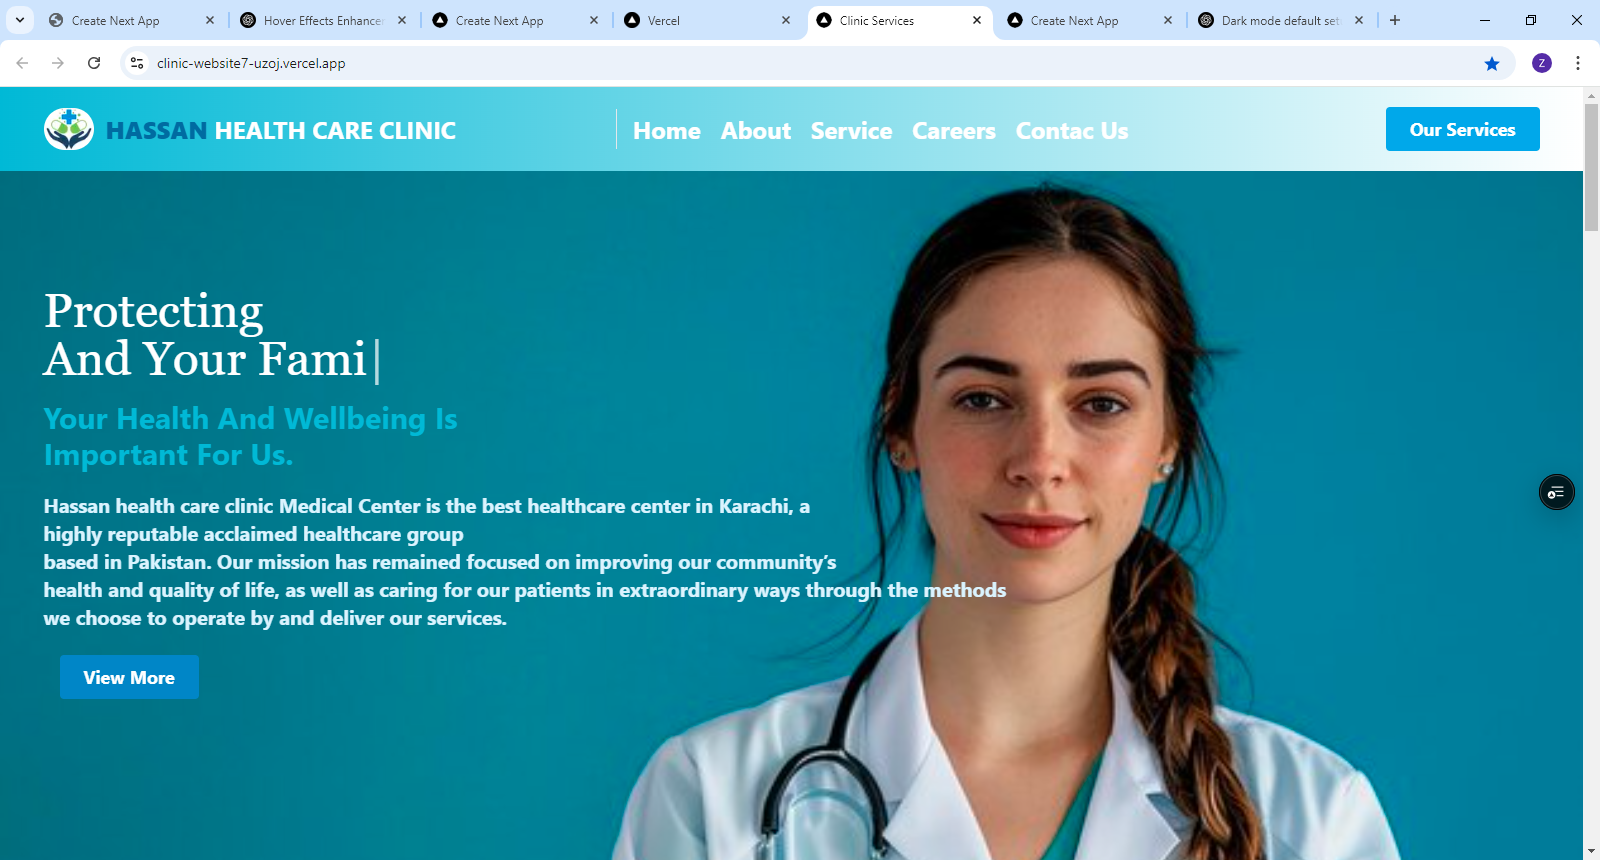 Create Next App
Hover Effects Enhance
Create Next App
Vercel
Clinic Services
Create Next App
Dark mode default set
clinic-website7-uzoj.vercel.app
Z
HASSAN HEALTH CARE CLINIC
Home About Service Careers Contac Us
Our Services
Protecting
And Your Fami|
Your Health And Wellbeing Is
Important For Us.
Hassan health care clinic Medical Center is the best healthcare center in Karachi, a
highly reputable acclaimed healthcare group
based in Pakistan. Our mission has remained focused on improving our community’s
health and quality of life, as well as caring for our patients in extraordinary ways through the methods
we choose to operate by and deliver our services.
View More